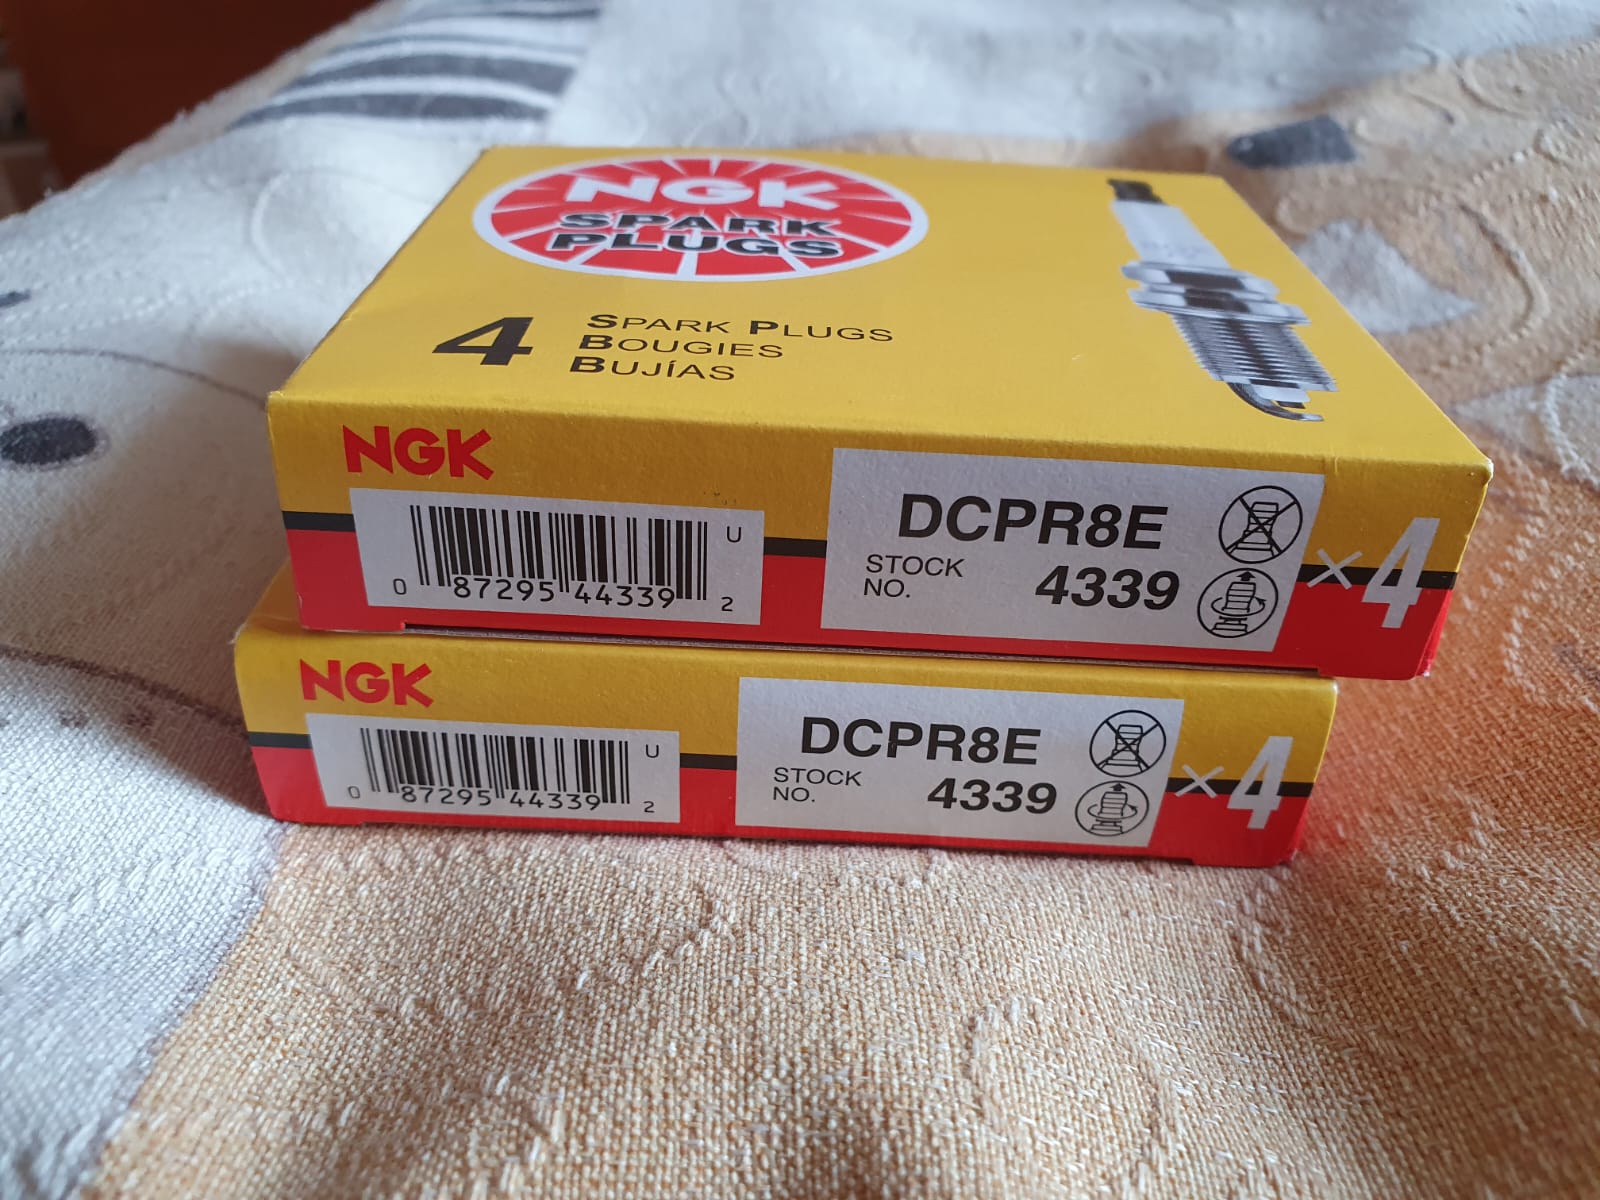 NGK
SPARK
PLUGS
4
SPARK PLUGS
BOUGIES
BUJÍAS
NGK
U
0 87295 44339 2
DCPR8E
STOCK
NO.
4339
×4
NGK
U
0 87295 44339 2
DCPR8E
STOCK
NO.
4339
×4